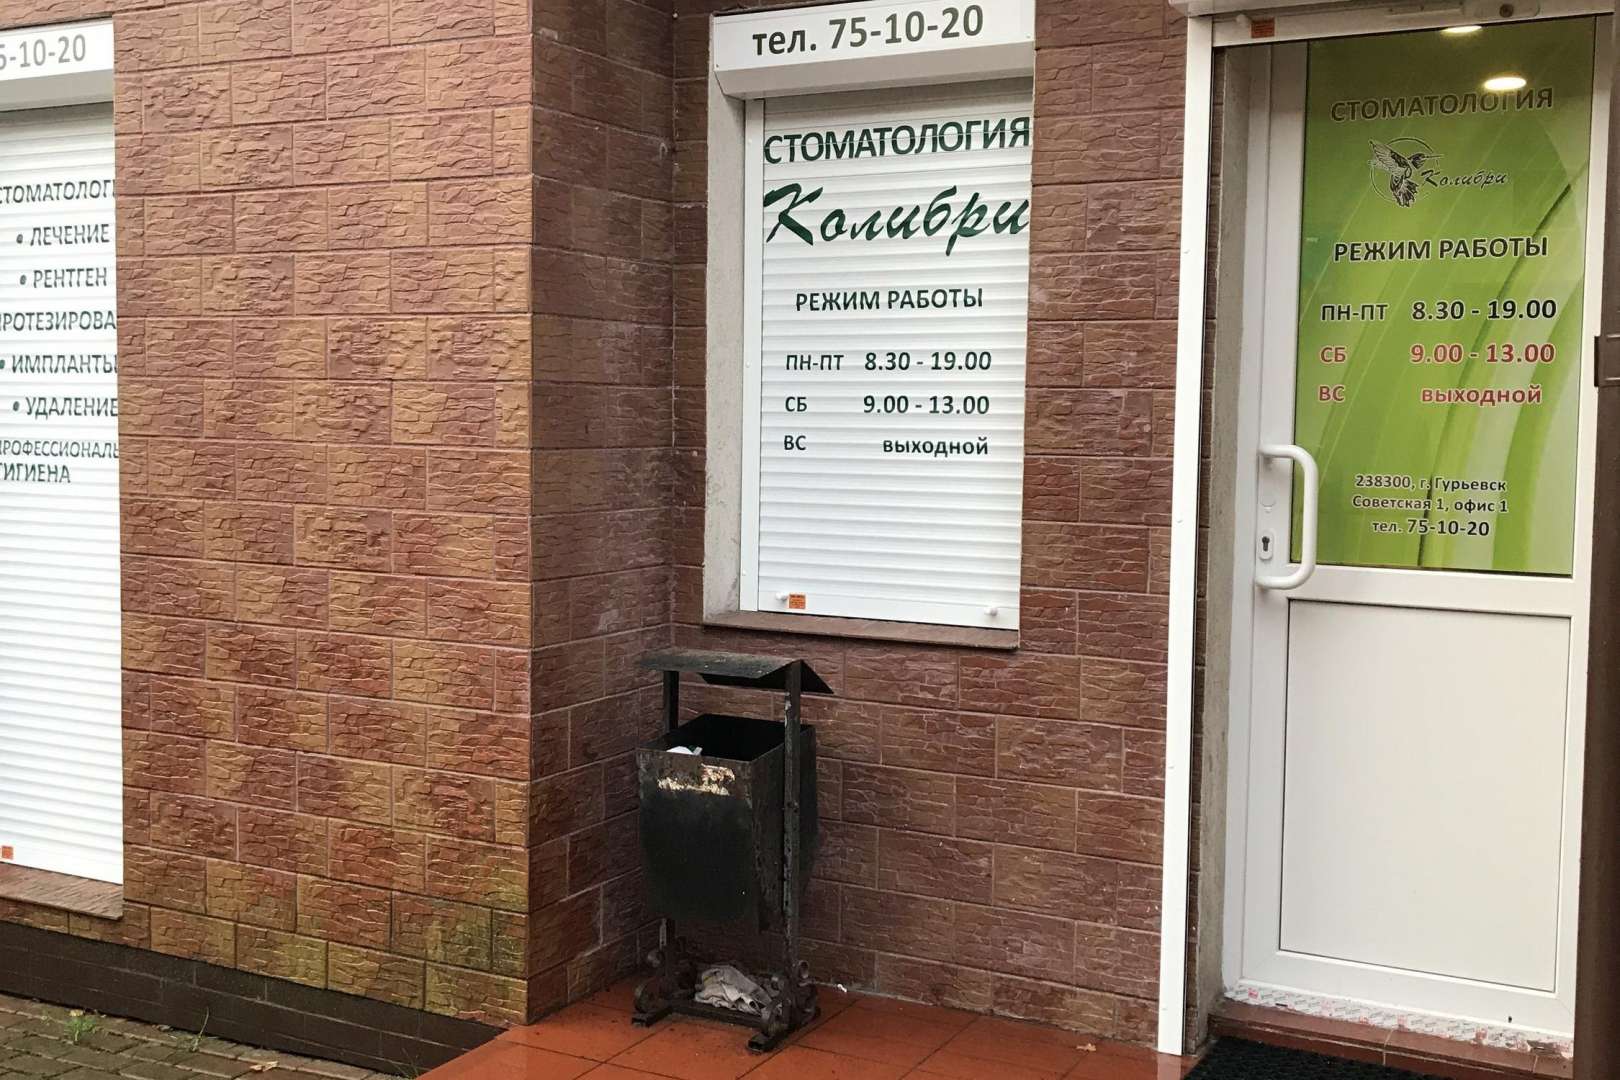 5-10-20
СТОМАТОЛОГИ
• ЛЕЧЕНИЕ
• РЕНТГЕН
ПРОТЕЗИРОВА
• ИМПЛАНТЫ
• УДАЛЕНИЕ
ПРОФЕССИОНАЛЬ
ГИГИЕНА
тел. 75-10-20
СТОМАТОЛОГИЯ
Колибри
РЕЖИМ РАБОТЫ
ПН-ПТ 8.30 - 19.00
СБ 9.00 - 13.00
ВС выходной
СТОМАТОЛОГИЯ
Колибри
РЕЖИМ РАБОТЫ
ПН-ПТ 8.30 - 19.00
СБ 9.00 - 13.00
ВС выходной
238300, г. Гурьевск
Советская 1, офис 1
тел. 75-10-20